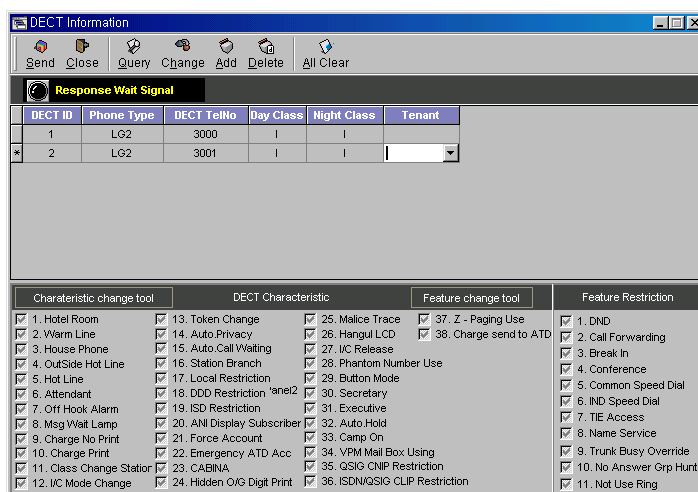 DECT Information
Send Close Query Change Add Delete All Clear
Response Wait Signal
DECT ID Phone Type DECT TelNo Day Class Night Class Tenant
1 LG2 3000 I I
* 2 LG2 3001 I I
Charateristic change tool DECT Characteristic Feature change tool Feature Restriction
1. Hotel Room
2. Warm Line
3. House Phone
4. OutSide Hot Line
5. Hot Line
6. Attendant
7. Off Hook Alarm
8. Msg Wait Lamp
9. Charge No Print
10. Charge Print
11. Class Change Station
12. I/C Mode Change
13. Token Change
14. Auto.Privacy
15. Auto.Call Waiting
16. Station Branch
17. Local Restriction
18. DDD Restriction 'anel2
19. ISD Restriction
20. ANI Display Subscriber
21. Force Account
22. Emergency ATD Acc
23. CABINA
24. Hidden O/G Digit Print
25. Malice Trace
26. Hangul LCD
27. I/C Release
28. Phantom Number Use
29. Button Mode
30. Secretary
31. Executive
32. Auto.Hold
33. Camp On
34. VPM Mail Box Using
35. QSIG CNIP Restriction
36. ISDN/QSIG CLIP Restriction
37. Z - Paging Use
38. Charge send to ATD
1. DND
2. Call Forwarding
3. Break In
4. Conference
5. Common Speed Dial
6. IND Speed Dial
7. TIE Access
8. Name Service
9. Trunk Busy Override
10. No Answer Grp Hunt
11. Not Use Ring